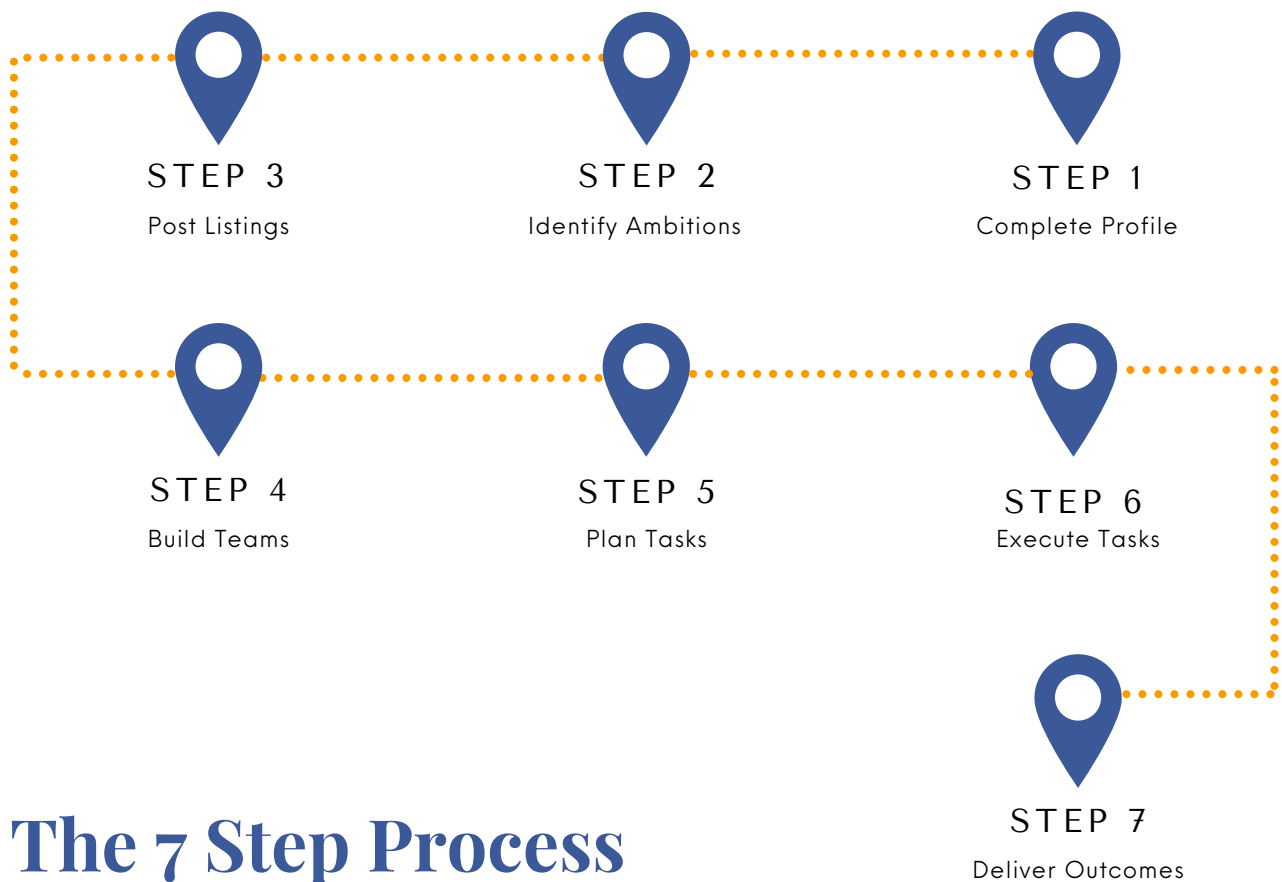 STEP 3
STEP 2
STEP 1
Post Listings
Identify Ambitions
Complete Profile
STEP 4
STEP 5
STEP 6
Build Teams
Plan Tasks
Execute Tasks
STEP 7
Deliver Outcomes
The 7 Step Process